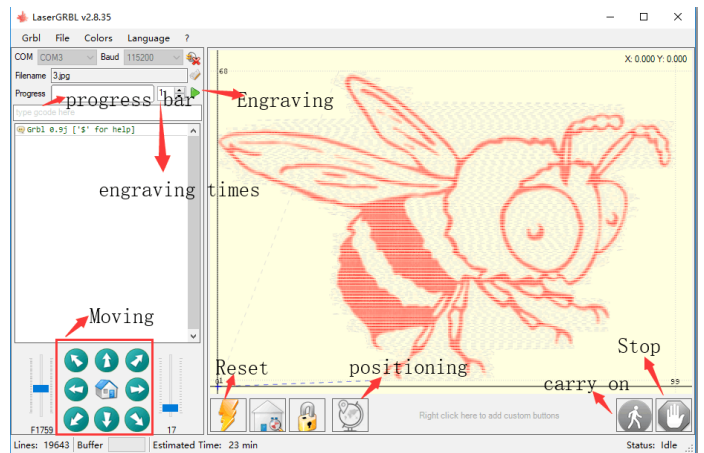 LaserGRBL v2.8.35
Grbl File Colors Language ?
COM COM3 Baud 115200
Filename 3.jpg
X: 0.000 Y: 0.000
Progress 1
progress bar
Engraving
type gcode here
Grbl 0.9j ['$' for help]
60
engraving times
Moving
Stop
Reset
positioning
carry on
01
99
F1759
17
Right click here to add custom buttons
Lines: 19643 Buffer Estimated Time: 23 min Status: Idle